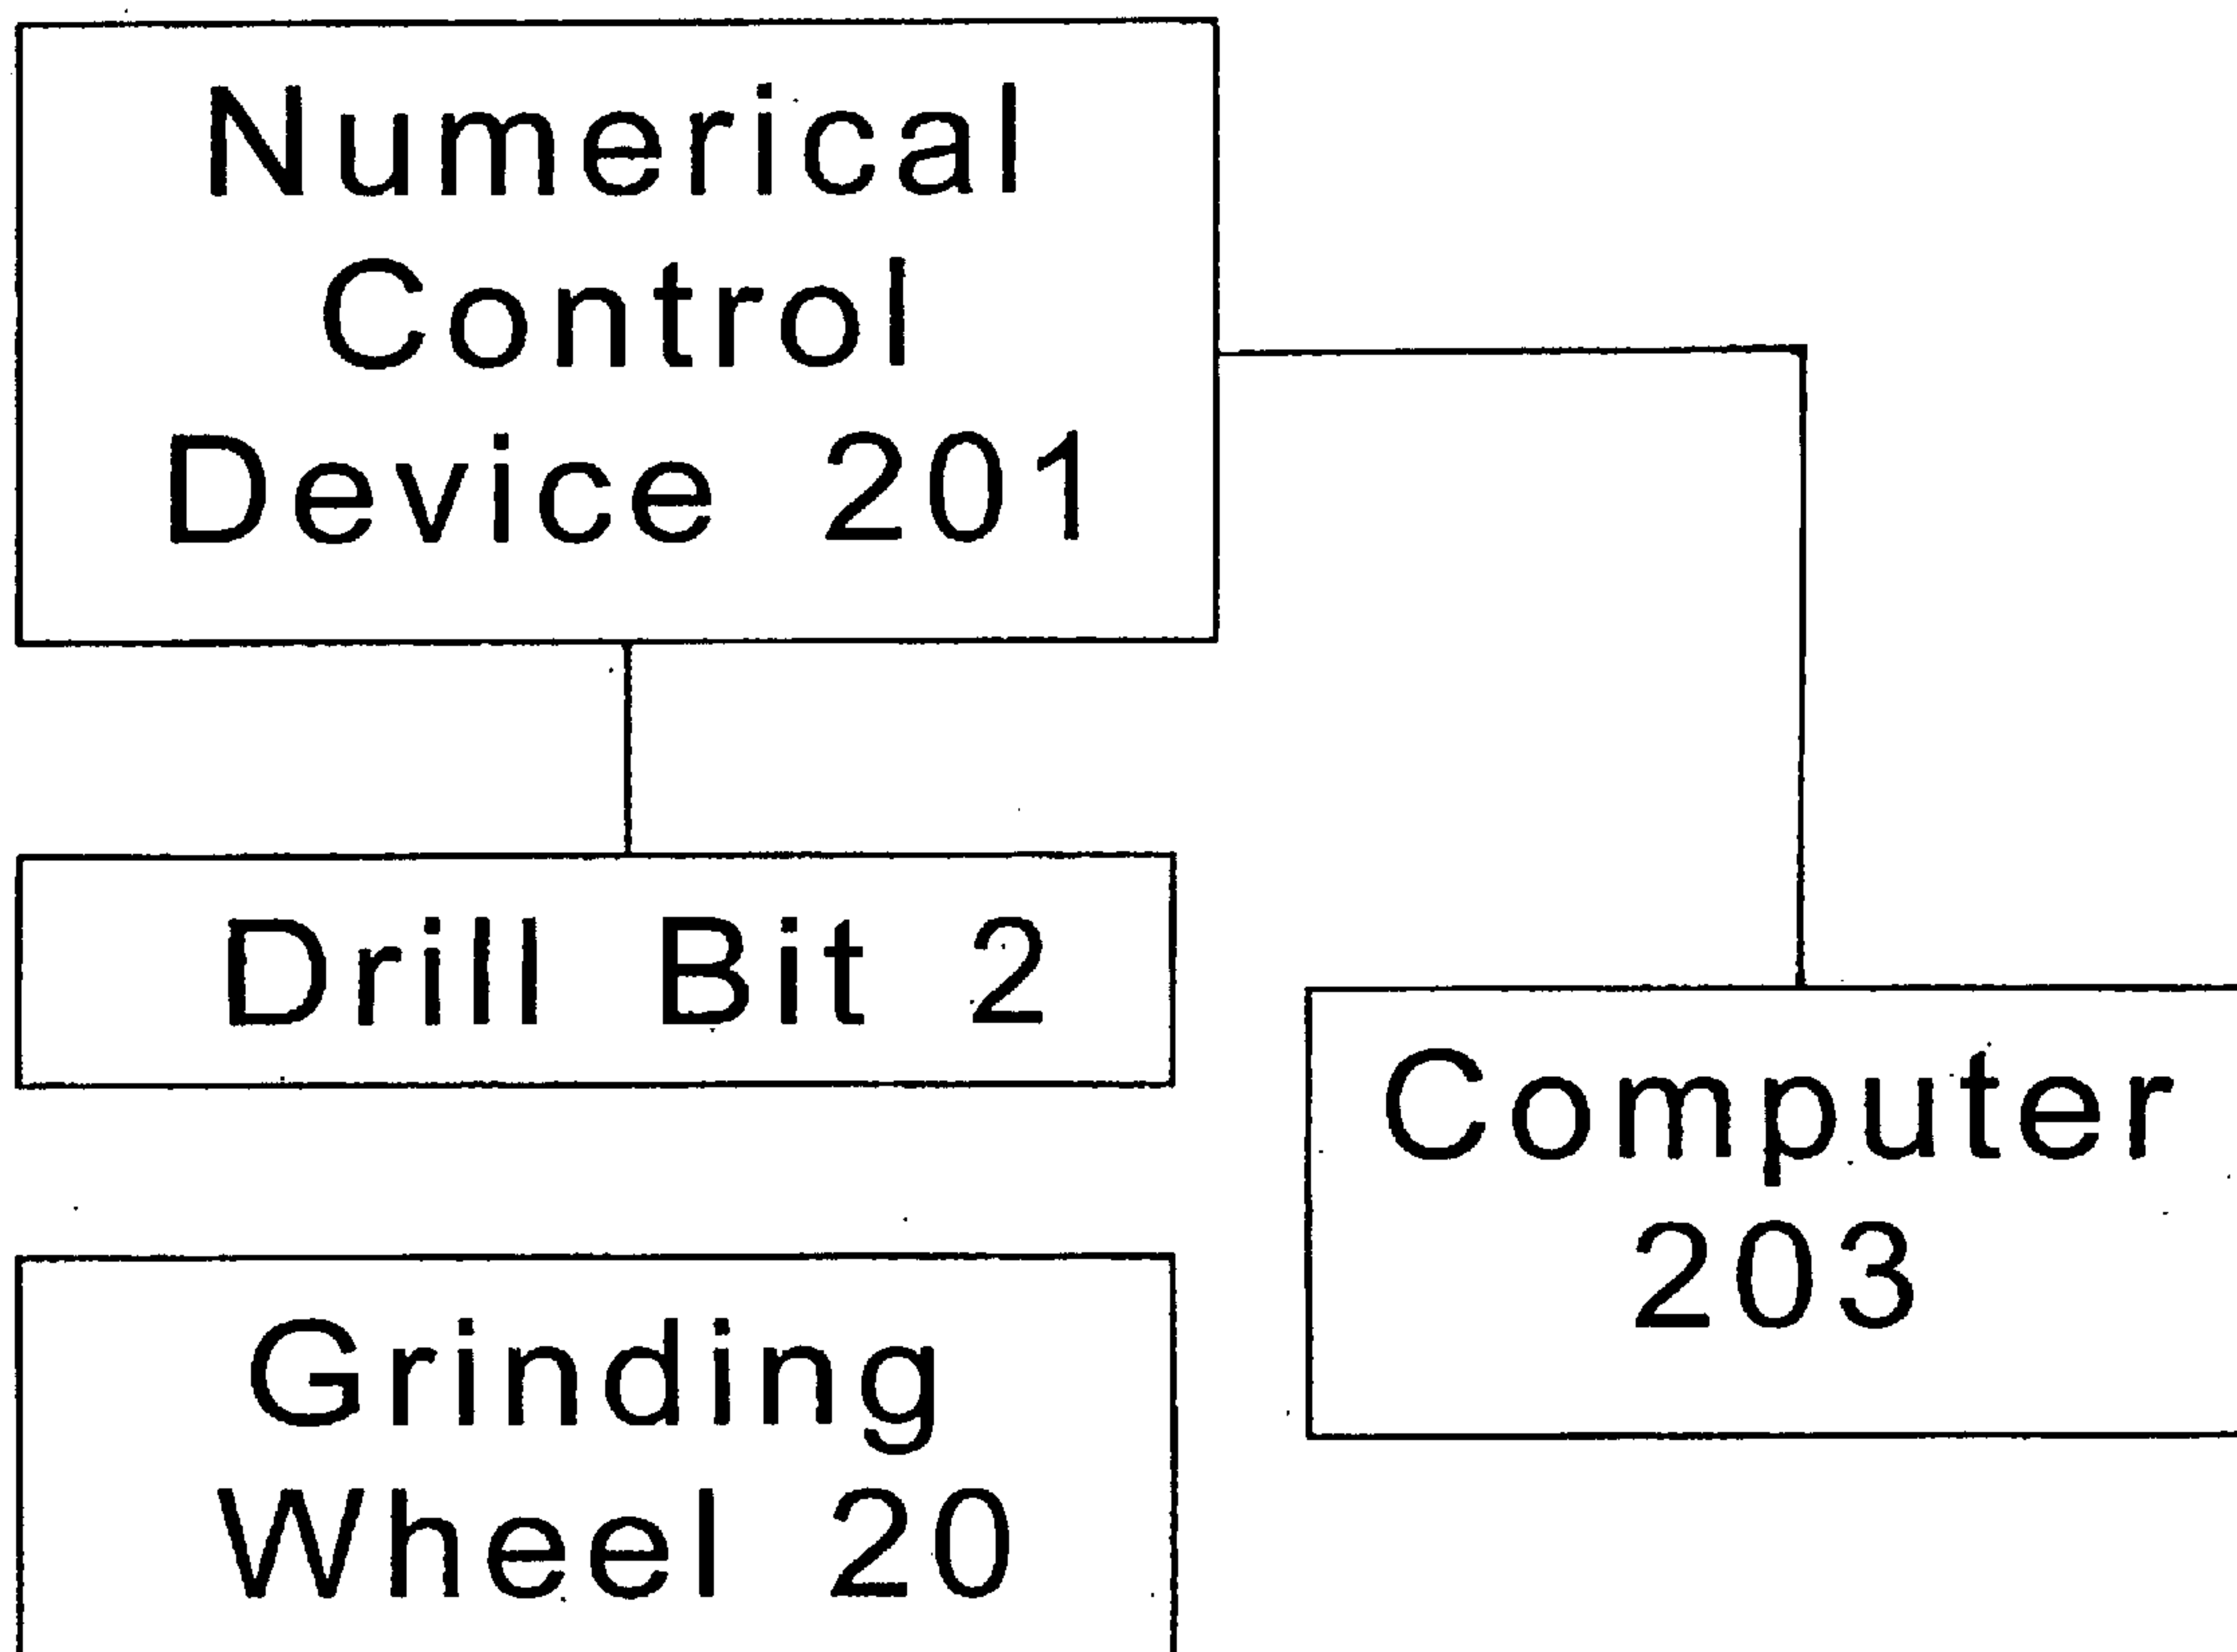 Numerical
Control
Device 201
Drill Bit 2
Computer
203
Grinding
Wheel 20